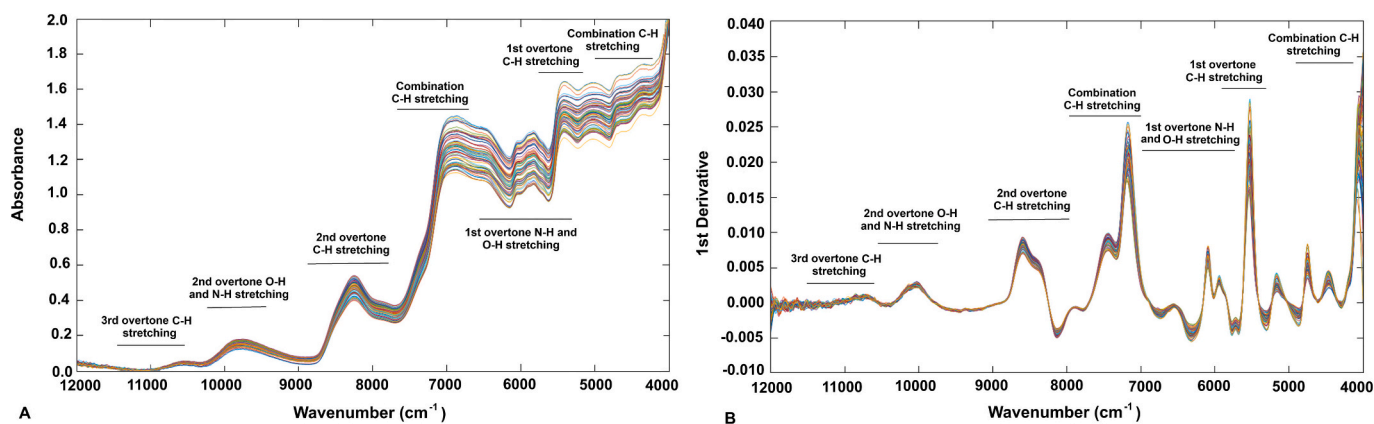 2.0
1.8
1.6
1.4
1.2
1.0
0.8
0.6
0.4
0.2
0.0
Absorbance
3rd overtone C-H
stretching
2nd overtone O-H
and N-H stretching
2nd overtone
C-H stretching
Combination
C-H stretching
1st overtone
C-H stretching
Combination C-H
stretching
1st overtone N-H and
O-H stretching
12000 11000 10000 9000 8000 7000 6000 5000 4000
Wavenumber (cm⁻¹)
A
0.040
0.035
0.030
0.025
0.020
0.015
0.010
0.005
0.000
-0.005
-0.010
1st Derivative
3rd overtone C-H
stretching
2nd overtone O-H
and N-H stretching
2nd overtone
C-H stretching
Combination
C-H stretching
1st overtone N-H
and O-H stretching
1st overtone
C-H stretching
Combination C-H
stretching
12000 11000 10000 9000 8000 7000 6000 5000 4000
Wavenumber (cm⁻¹)
B